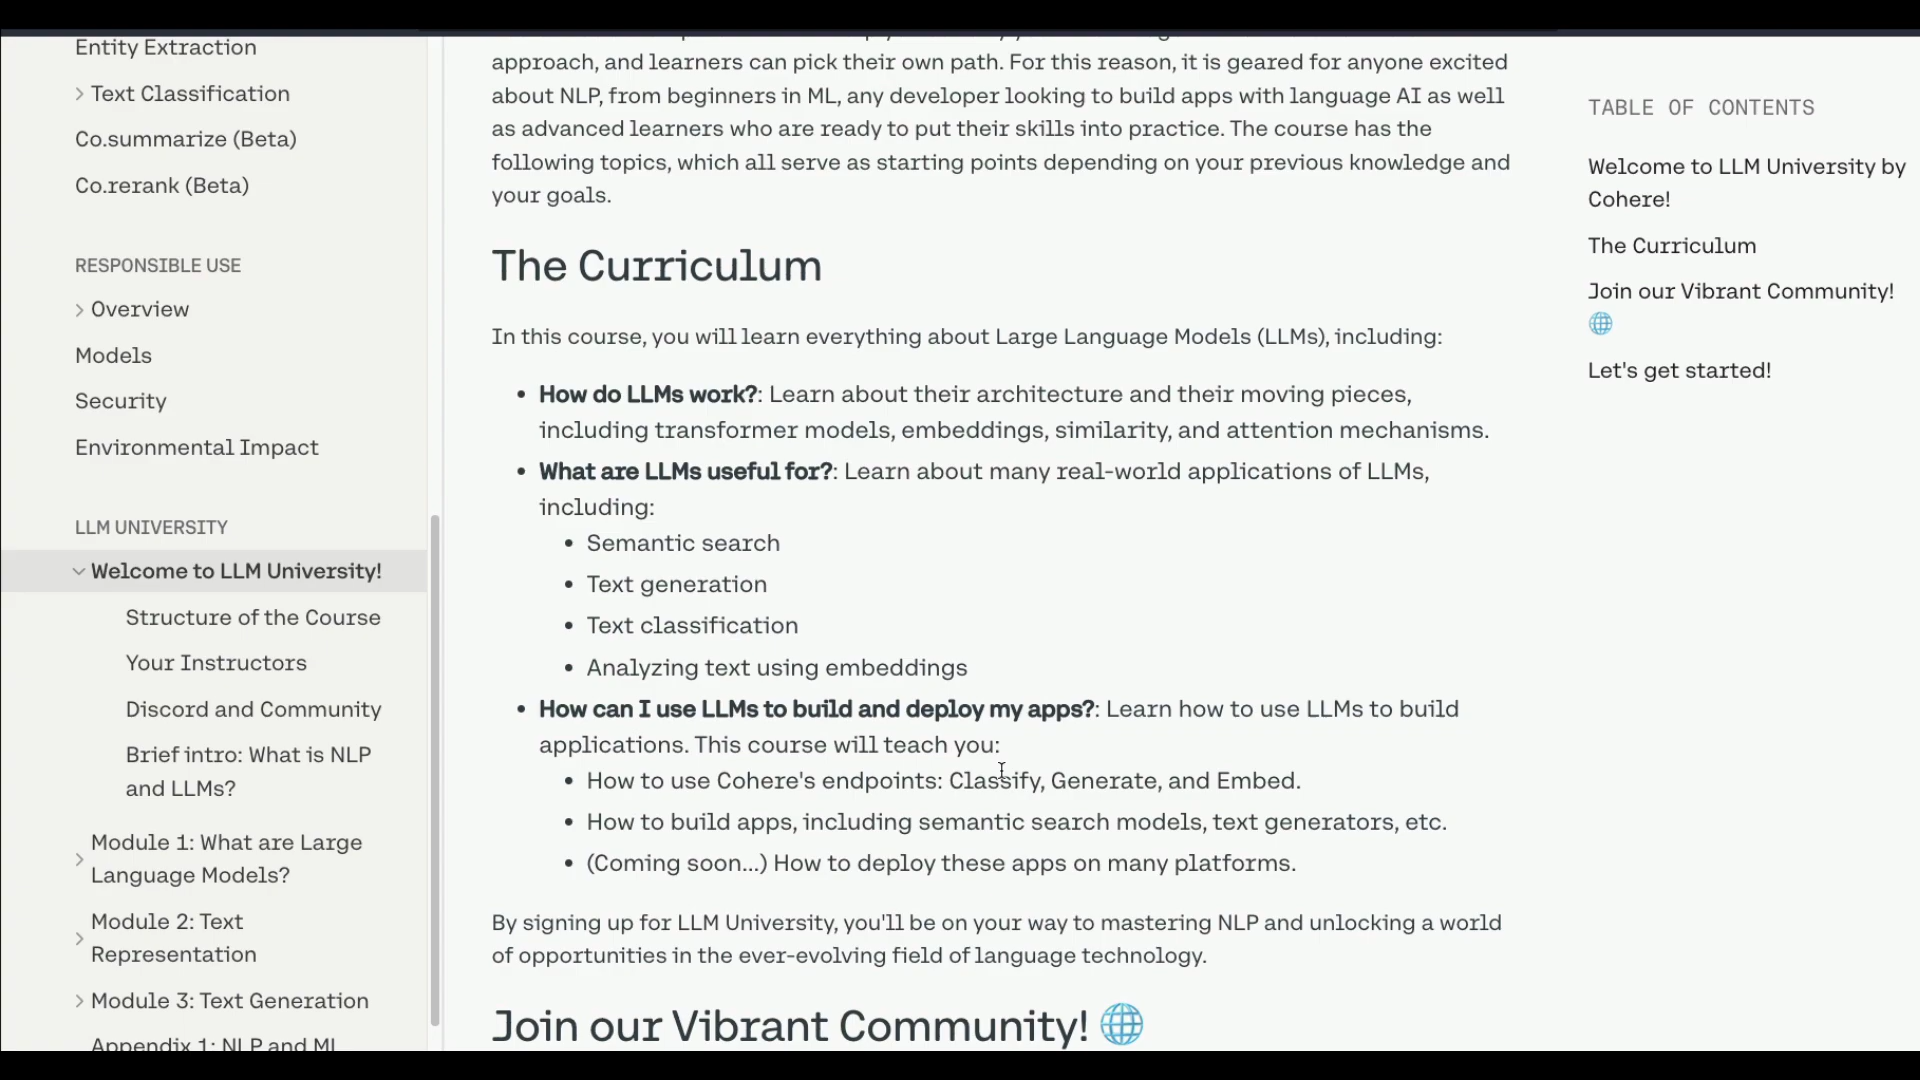 Entity Extraction
Text Classification
Co.summarize (Beta)
Co.rerank (Beta)
RESPONSIBLE USE
Overview
Models
Security
Environmental Impact
LLM UNIVERSITY
Welcome to LLM University!
Structure of the Course
Your Instructors
Discord and Community
Brief intro: What is NLP
and LLMs?
Module 1: What are Large
Language Models?
Module 2: Text
Representation
Module 3: Text Generation
Appendix 1: NLP and ML
approach, and learners can pick their own path. For this reason, it is geared for anyone excited
about NLP, from beginners in ML, any developer looking to build apps with language AI as well
as advanced learners who are ready to put their skills into practice. The course has the
following topics, which all serve as starting points depending on your previous knowledge and
your goals.
The Curriculum
In this course, you will learn everything about Large Language Models (LLMs), including:
• How do LLMs work?: Learn about their architecture and their moving pieces,
including transformer models, embeddings, similarity, and attention mechanisms.
• What are LLMs useful for?: Learn about many real-world applications of LLMs,
including:
• Semantic search
• Text generation
• Text classification
• Analyzing text using embeddings
• How can I use LLMs to build and deploy my apps?: Learn how to use LLMs to build
applications. This course will teach you:
• How to use Cohere's endpoints: Classify, Generate, and Embed.
• How to build apps, including semantic search models, text generators, etc.
• (Coming soon...) How to deploy these apps on many platforms.
By signing up for LLM University, you'll be on your way to mastering NLP and unlocking a world
of opportunities in the ever-evolving field of language technology.
Join our Vibrant Community! 🌐
TABLE OF CONTENTS
Welcome to LLM University by
Cohere!
The Curriculum
Join our Vibrant Community!
🌐
Let's get started!